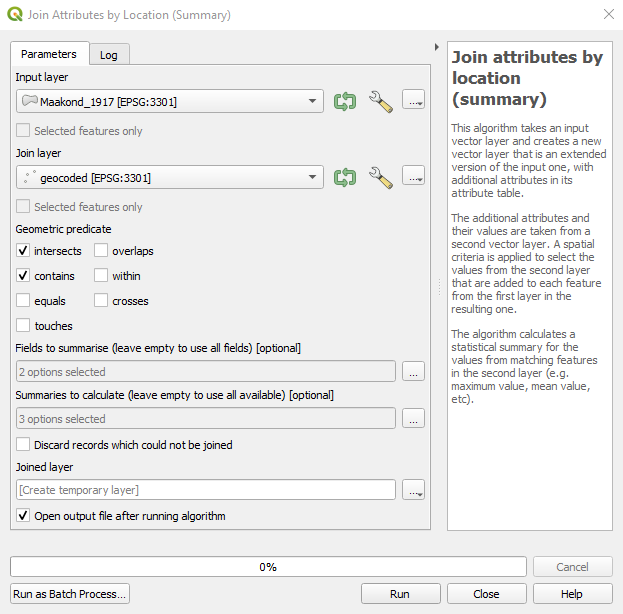 Join Attributes by Location (Summary)
Parameters
Log
Input layer
Maakond_1917 [EPSG:3301]
...
Selected features only
Join layer
geocoded [EPSG:3301]
...
Selected features only
Geometric predicate
intersects
overlaps
contains
within
equals
crosses
touches
Fields to summarise (leave empty to use all fields) [optional]
2 options selected
...
Summaries to calculate (leave empty to use all available) [optional]
3 options selected
...
Discard records which could not be joined
Joined layer
[Create temporary layer]
...
Open output file after running algorithm
Join attributes by
location
(summary)
This algorithm takes an input
vector layer and creates a new
vector layer that is an extended
version of the input one, with
additional attributes in its
attribute table.
The additional attributes and
their values are taken from a
second vector layer. A spatial
criteria is applied to select the
values from the second layer
that are added to each feature
from the first layer in the
resulting one.
The algorithm calculates a
statistical summary for the
values from matching features
in the second layer (e.g.
maximum value, mean value,
etc).
0%
Cancel
Run as Batch Process...
Run
Close
Help